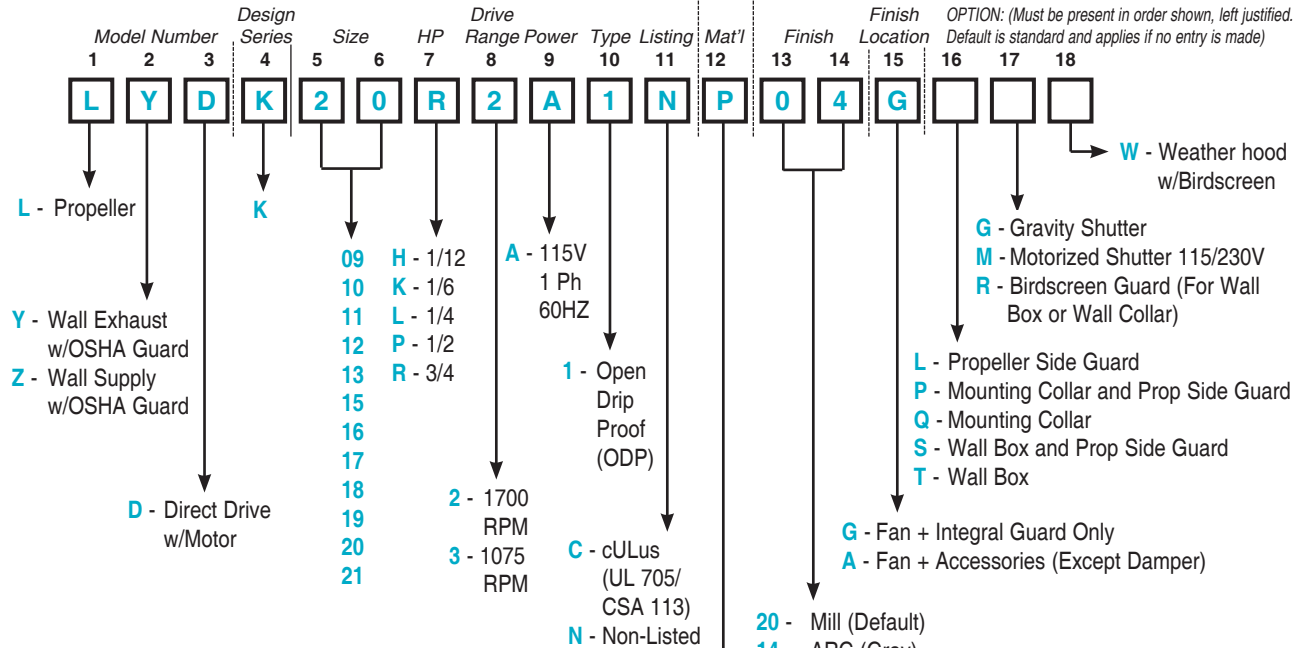 Design Drive Finish OPTION: (Must be present in order shown, left justified.
Model Number Series Size HP Range Power Type Listing Mat'l Finish Location Default is standard and applies if no entry is made)
1 2 3 4 5 6 7 8 9 10 11 12 13 14 15 16 17 18
L Y D K 2 0 R 2 A 1 N P 0 4 G
L - Propeller
Y - Wall Exhaust
w/OSHA Guard
Z - Wall Supply
w/OSHA Guard
D - Direct Drive
w/Motor
K
09
10
11
12
13
15
16
17
18
19
20
21
H - 1/12
K - 1/6
L - 1/4
P - 1/2
R - 3/4
2 - 1700
RPM
3 - 1075
RPM
A - 115V
1 Ph
60HZ
1 - Open
Drip
Proof
(ODP)
C - cULus
(UL 705/
CSA 113)
N - Non-Listed
20 - Mill (Default)
G - Fan + Integral Guard Only
A - Fan + Accessories (Except Damper)
L - Propeller Side Guard
P - Mounting Collar and Prop Side Guard
Q - Mounting Collar
S - Wall Box and Prop Side Guard
T - Wall Box
G - Gravity Shutter
M - Motorized Shutter 115/230V
R - Birdscreen Guard (For Wall
Box or Wall Collar)
W - Weather hood
w/Birdscreen